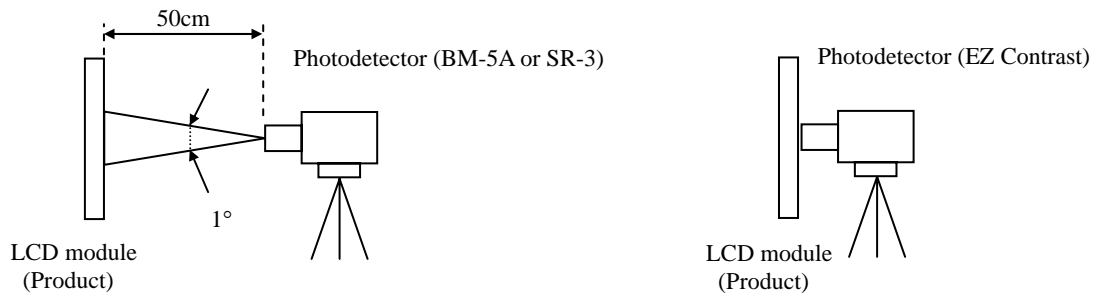 50cm
Photodetector (BM-5A or SR-3)
1°
LCD module
(Product)
Photodetector (EZ Contrast)
LCD module
(Product)